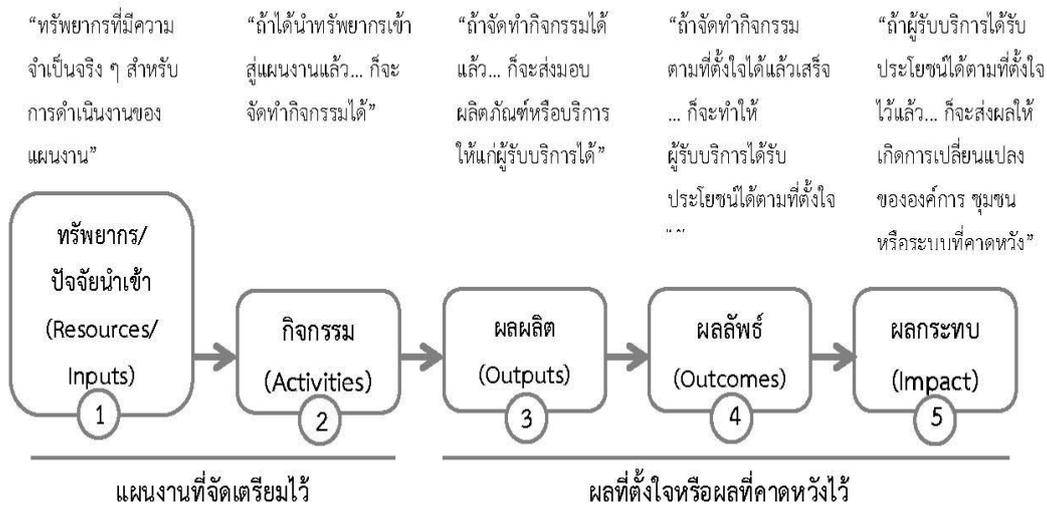 “ทรัพยากรที่มีความ
จำเป็นจริง ๆ สำหรับ
การดำเนินงานของ
แผนงาน”
“ถ้าได้นำทรัพยากรเข้า
สู่แผนงานแล้ว... ก็จะ
จัดทำกิจกรรมได้”
“ถ้าจัดทำกิจกรรมได้
แล้ว... ก็จะส่งมอบ
ผลิตภัณฑ์หรือบริการ
ให้แก่ผู้รับบริการได้”
“ถ้าจัดทำกิจกรรม
ตามที่ตั้งใจได้แล้วเสร็จ
... ก็จะทำให้
ผู้รับบริการได้รับ
ประโยชน์ได้ตามที่ตั้งใจ
“ถ้าผู้รับบริการได้รับ
ประโยชน์ได้ตามที่ตั้งใจ
ไว้แล้ว... ก็จะส่งผลให้
เกิดการเปลี่ยนแปลง
ขององค์การ ชุมชน
หรือระบบที่คาดหวัง”
ทรัพยากร/
ปัจจัยนำเข้า
(Resources/
Inputs)
1
กิจกรรม
(Activities)
2
ผลผลิต
(Outputs)
3
ผลลัพธ์
(Outcomes)
4
ผลกระทบ
(Impact)
5
แผนงานที่จัดเตรียมไว้
ผลที่ตั้งใจหรือผลที่คาดหวังไว้